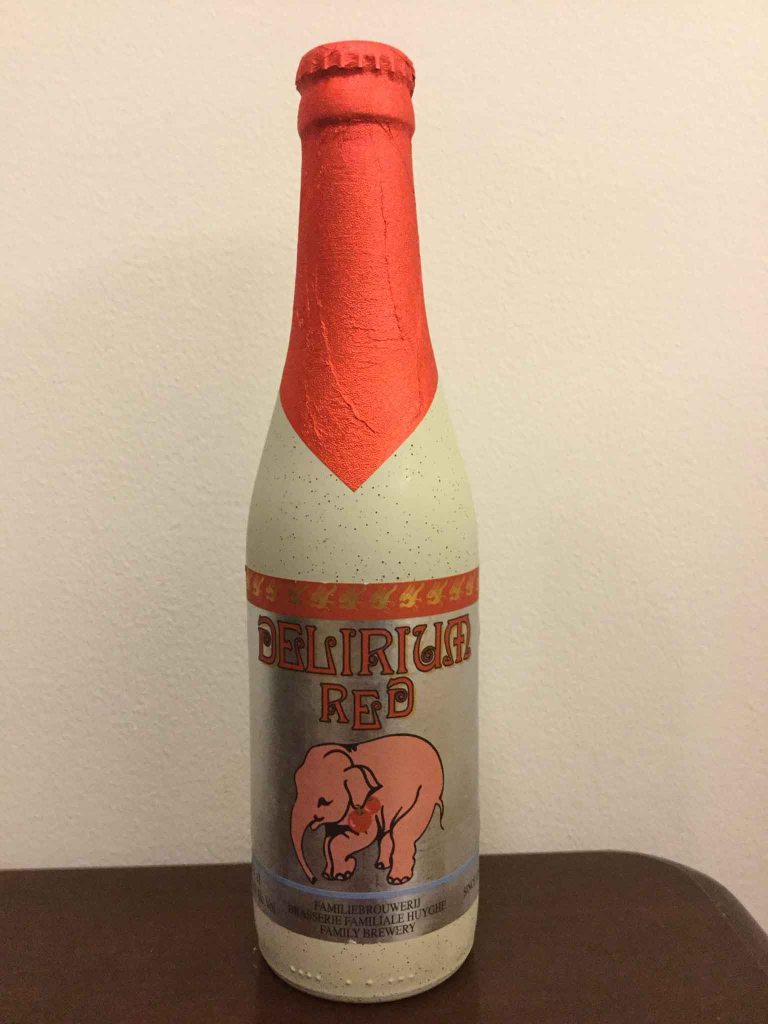 DELIRIUM
RED
FAMILIEBROUWERIJ
BRASSERIE FAMILIALE HUYGHE
FAMILY BREWERY